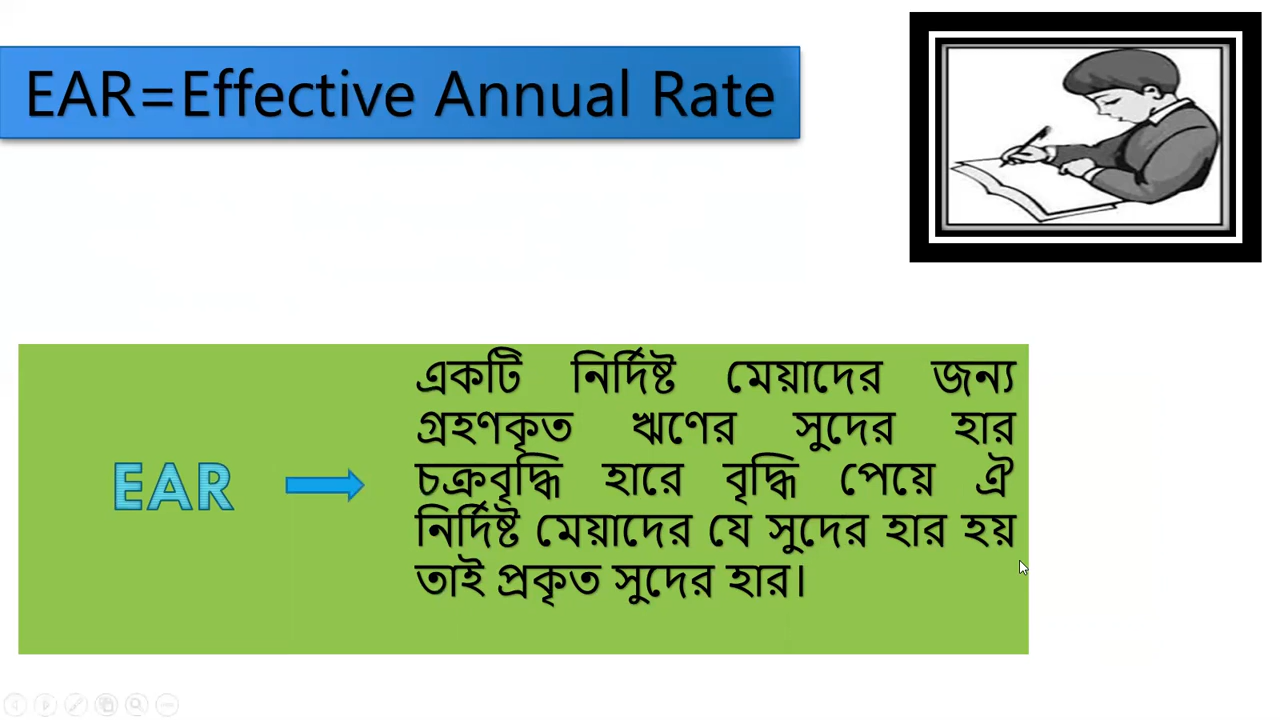 EAR=Effective Annual Rate
একটি নির্দিষ্ট মেয়াদের জন্য
গ্রহণকৃত ঋণের সুদের হার
চক্রবৃদ্ধি হারে বৃদ্ধি পেয়ে ঐ
EAR
নির্দিষ্ট মেয়াদের যে সুদের হার হয়
তাই প্রকৃত সুদের হার।